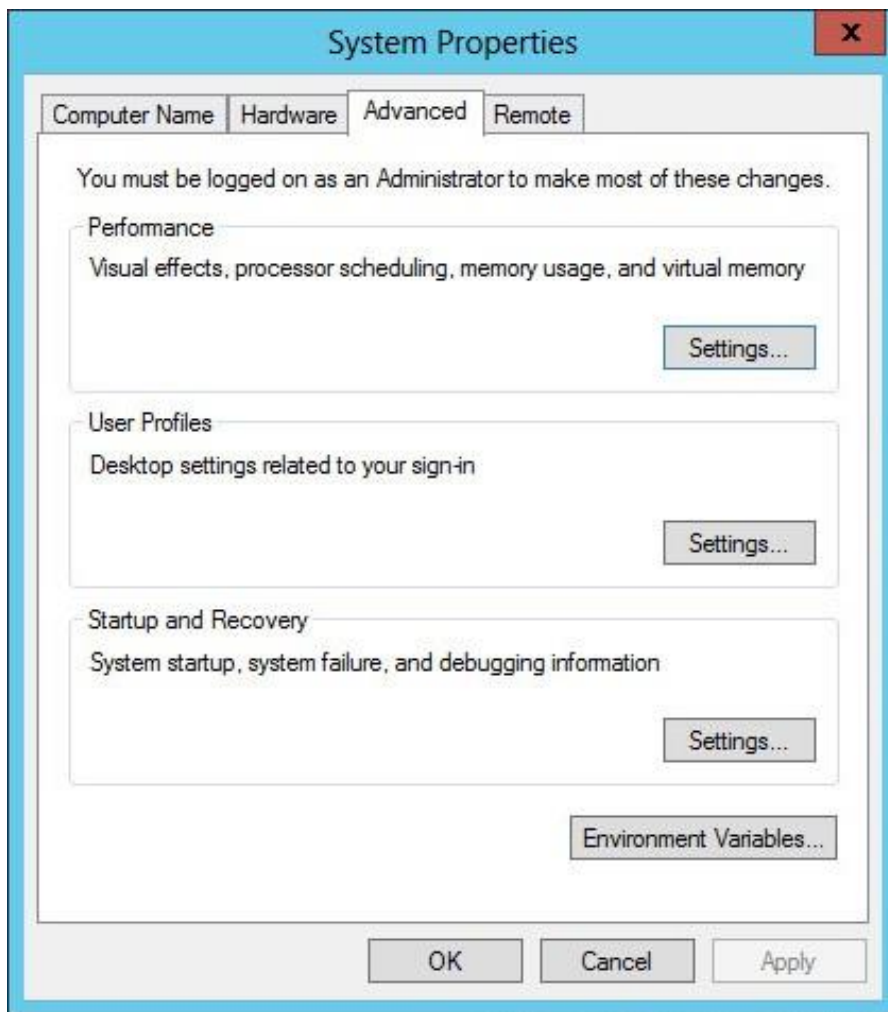 System Properties
x
Computer Name Hardware Advanced Remote
You must be logged on as an Administrator to make most of these changes.
Performance
Visual effects, processor scheduling, memory usage, and virtual memory
Settings...
User Profiles
Desktop settings related to your sign-in
Settings...
Startup and Recovery
System startup, system failure, and debugging information
Settings...
Environment Variables...
OK Cancel Apply